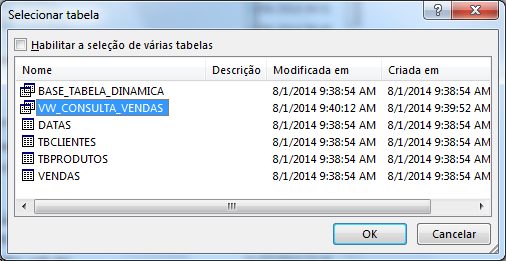 Selecionar tabela
Habilitar a seleção de várias tabelas
Nome Descrição Modificada em Criada em
BASE_TABELA_DINAMICA 8/1/2014 9:38:54 AM 8/1/2014 9:38:54 AM
VW_CONSULTA_VENDAS 8/1/2014 9:40:12 AM 8/1/2014 9:39:52 AM
DATAS 8/1/2014 9:38:54 AM 8/1/2014 9:38:54 AM
TBCLIENTES 8/1/2014 9:38:54 AM 8/1/2014 9:38:54 AM
TBPRODUTOS 8/1/2014 9:38:54 AM 8/1/2014 9:38:54 AM
VENDAS 8/1/2014 9:38:54 AM 8/1/2014 9:38:54 AM
OK Cancelar